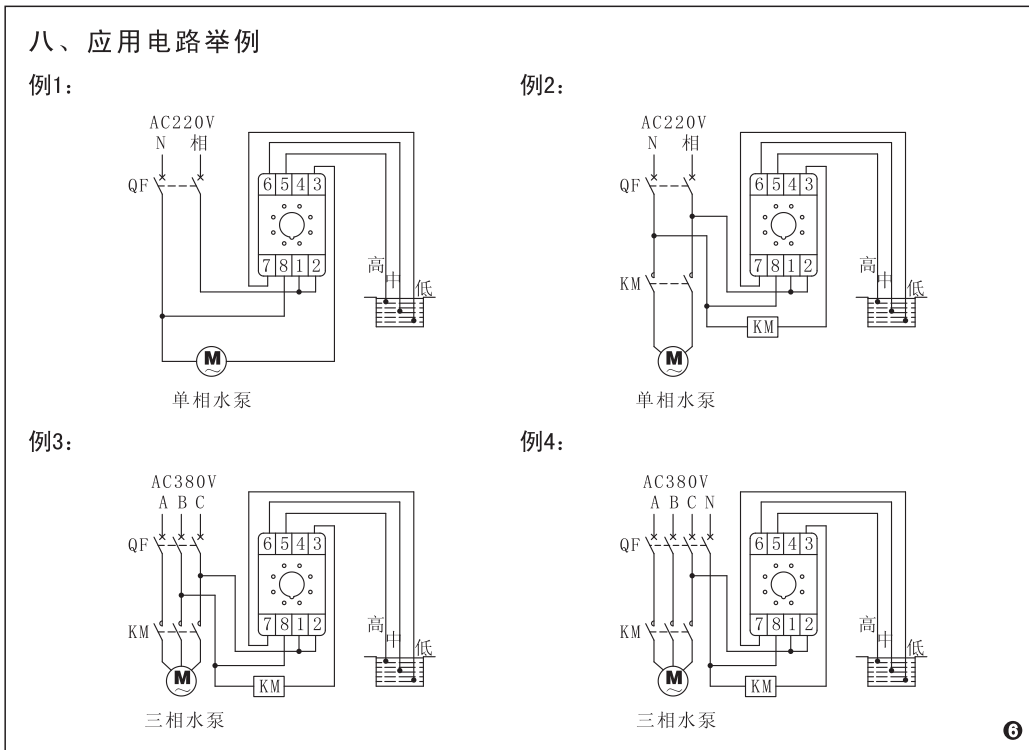 八、应用电路举例
例1:
AC220V
N 相
QF
6 5 4 3
7 8 1 2
高
中
低
M
单相水泵
例2:
AC220V
N 相
QF
6 5 4 3
7 8 1 2
高
中
低
KM
KM
M
单相水泵
例3:
AC380V
A B C
QF
6 5 4 3
7 8 1 2
高
中
低
KM
KM
M
三相水泵
例4:
AC380V
A B C N
QF
6 5 4 3
7 8 1 2
高
中
低
KM
KM
M
三相水泵
6